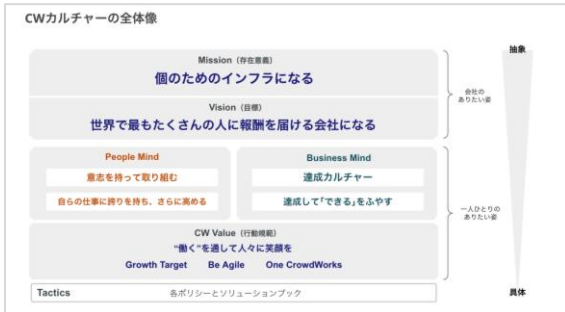 CWカルチャーの全体像
抽象
Mission（存在意義）
個のためのインフラになる
Vision（目標）
世界で最もたくさんの人に報酬を届ける会社になる
会社の
ありたい姿
People Mind
意志を持って取り組む
自らの仕事に誇りを持ち、さらに高める
Business Mind
達成カルチャー
達成して「できる」をふやす
一人ひとりの
ありたい姿
CW Value（行動規範）
“働く”を通して人々に笑顔を
Growth Target Be Agile One CrowdWorks
Tactics 各ポリシーとソリューションブック
具体